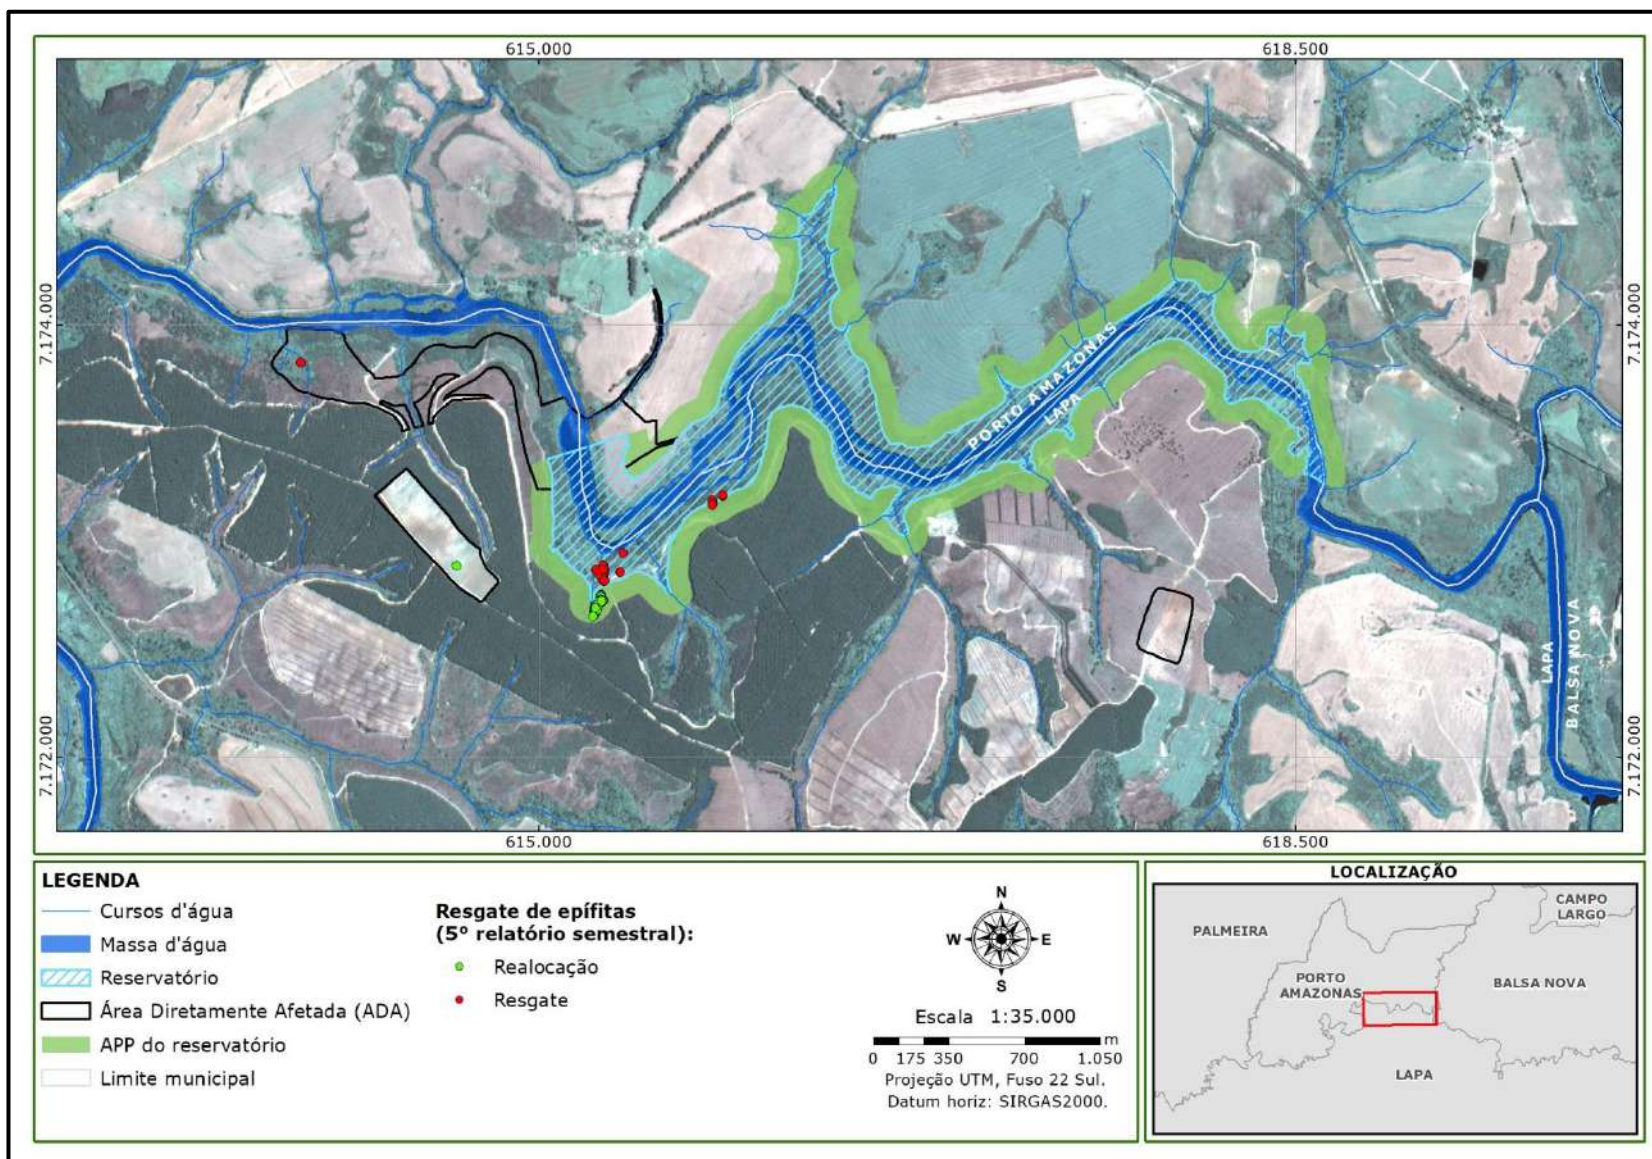 615.000
618.500
7.174.000
7.174.000
PORTO AMAZONAS
LAPA
LAPA
BALSA NOVA
7.172.000
7.172.000
615.000
618.500
LEGENDA
Cursos d'água
Massa d'água
Reservatório
Área Diretamente Afetada (ADA)
APP do reservatório
Limite municipal
Resgate de epífitas
(5º relatório semestral):
Realocação
Resgate
N
W
E
S
Escala 1:35.000
m
0 175 350 700 1.050
Projeção UTM, Fuso 22 Sul.
Datum horiz: SIRGAS2000.
LOCALIZAÇÃO
CAMPO
LARGO
PALMEIRA
PORTO
AMAZONAS
BALSA NOVA
LAPA